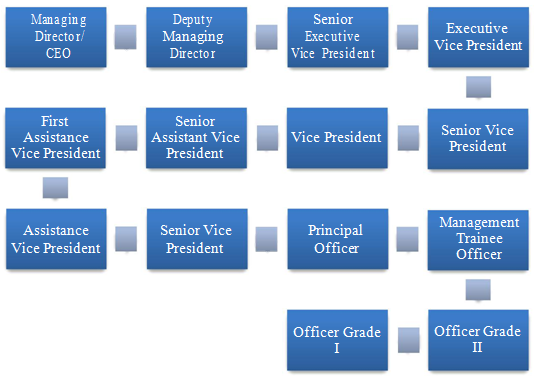 Managing
Director/
CEO
Deputy
Managing
Director
Senior
Executive
Vice President
Executive
Vice President
First
Assistance
Vice President
Senior
Assistant Vice
President
Vice President
Senior Vice
President
Assistance
Vice President
Senior Vice
President
Principal
Officer
Management
Trainee
Officer
Officer Grade
I
Officer Grade
II